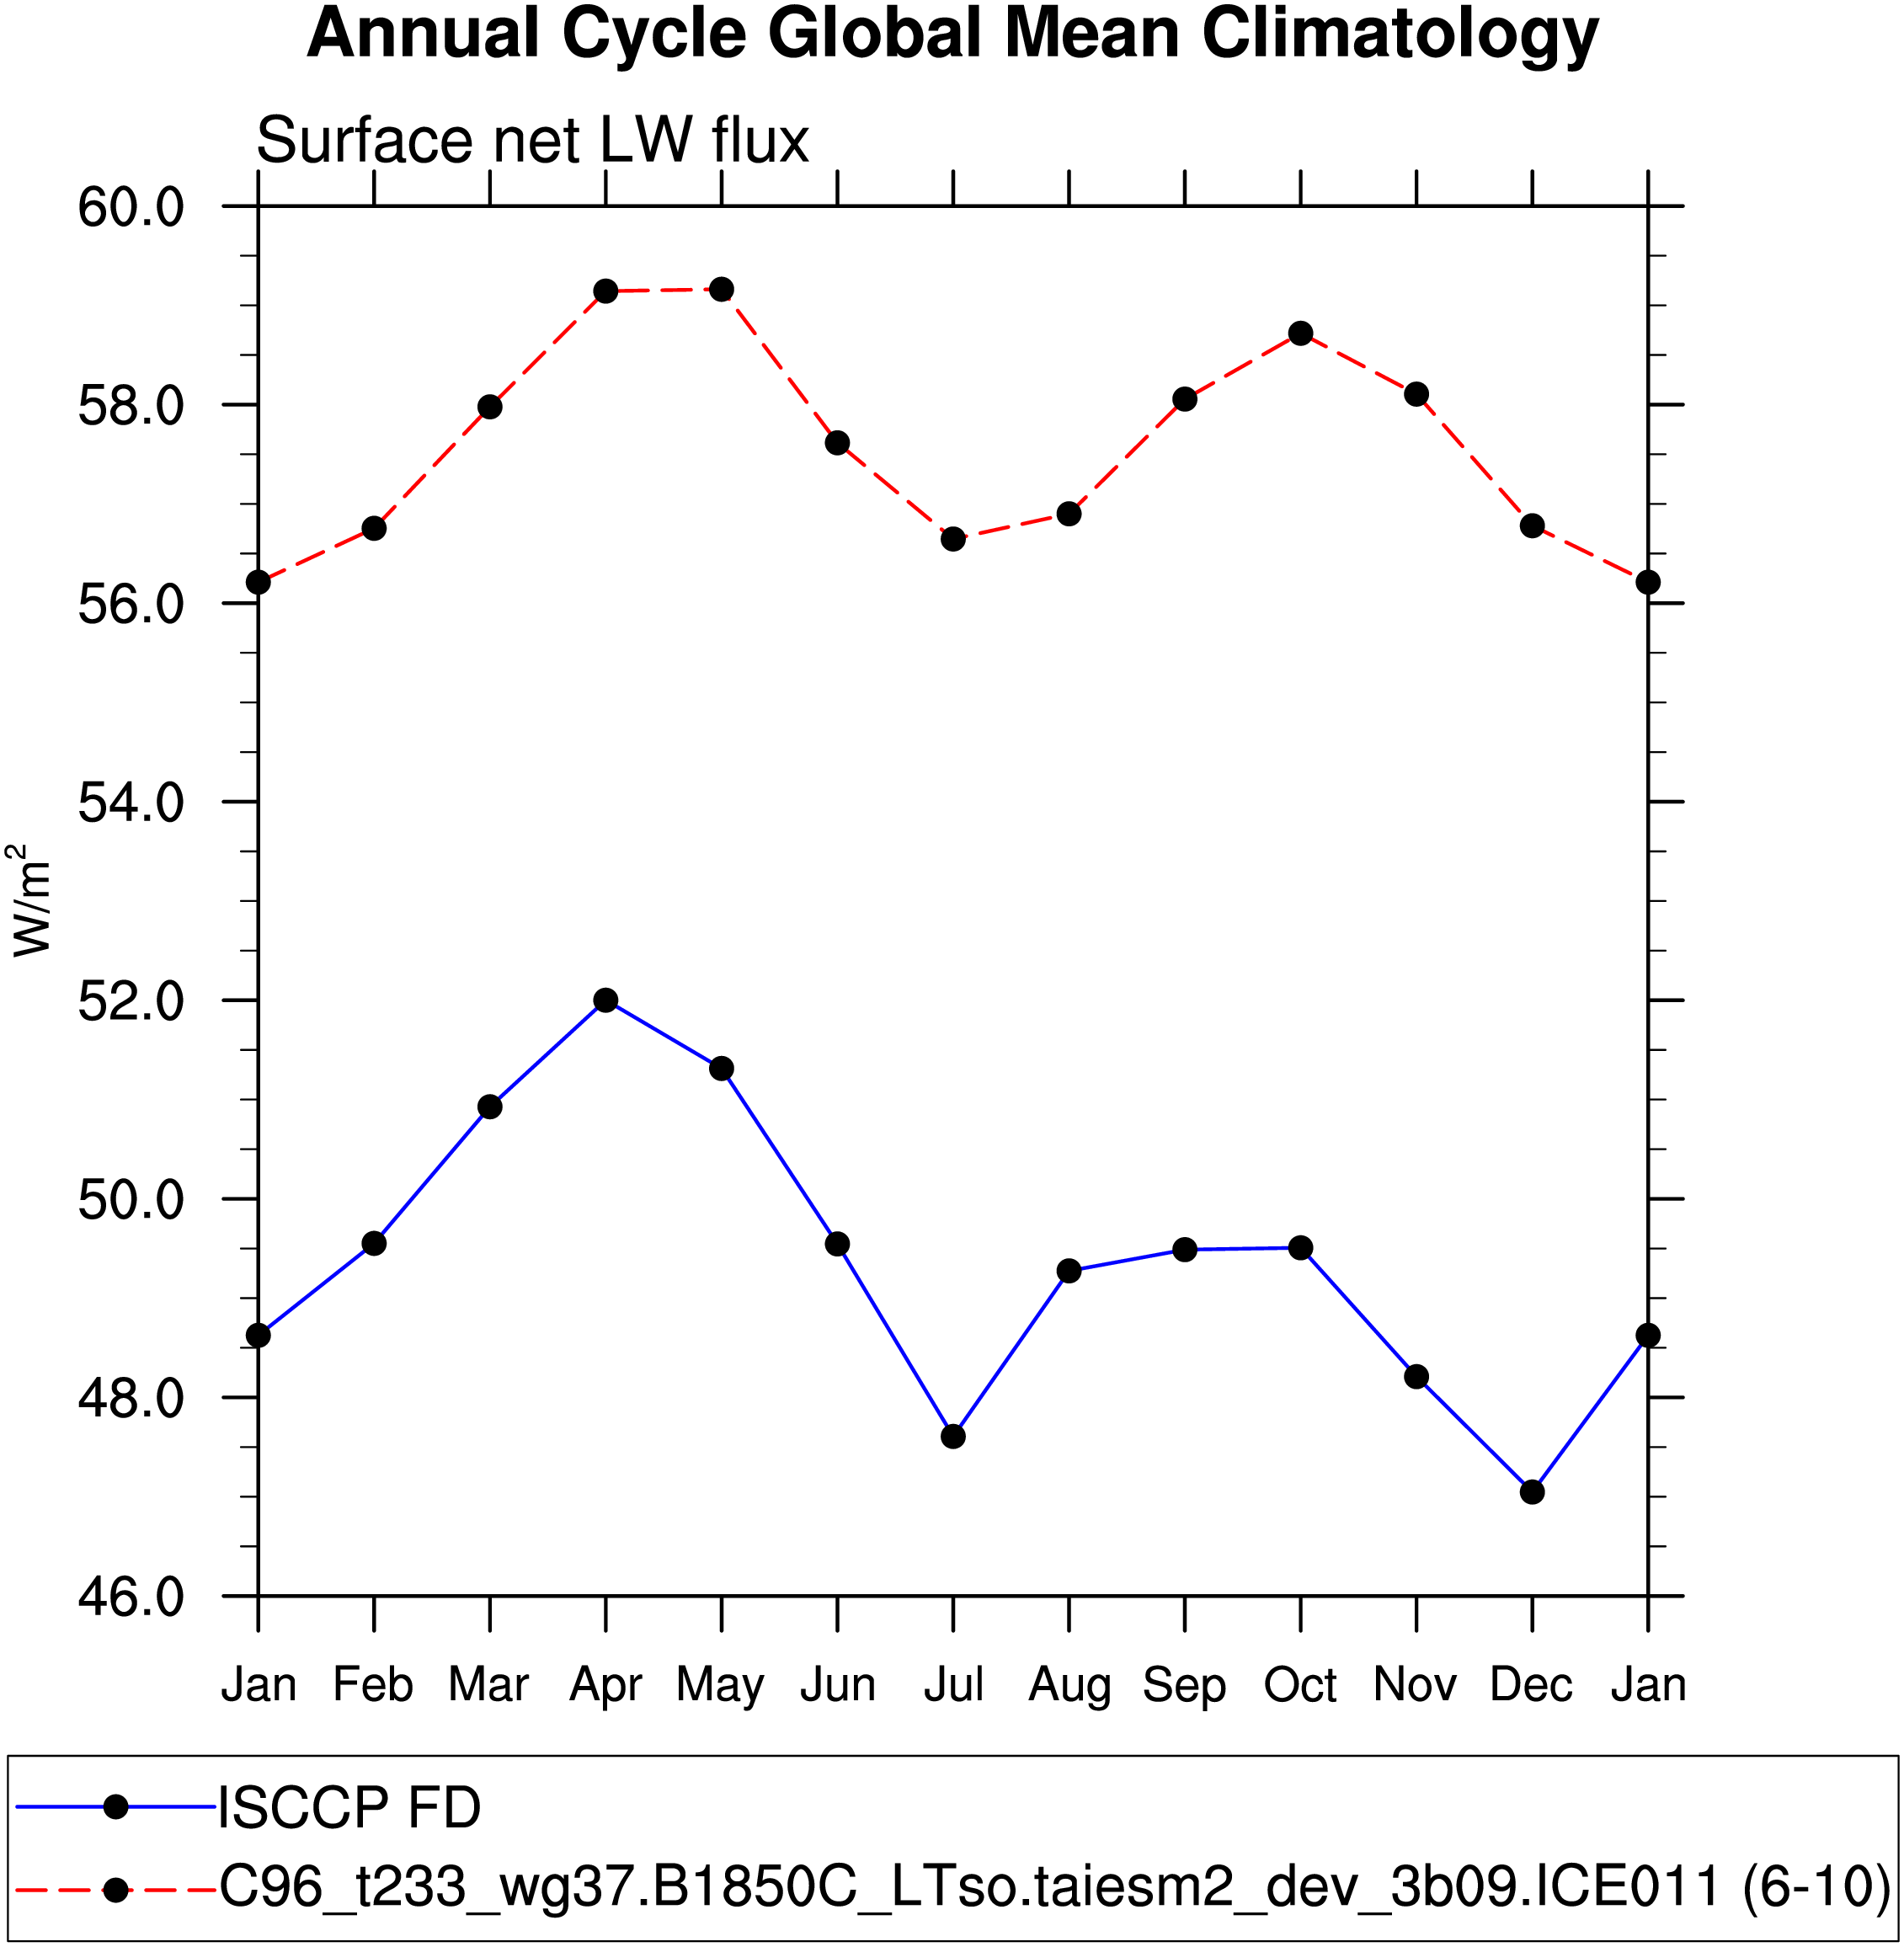 Annual Cycle Global Mean Climatology
Surface net LW flux
60.0
58.0
56.0
54.0
52.0
50.0
48.0
46.0
W/m²
Jan Feb Mar Apr May Jun Jul Aug Sep Oct Nov Dec Jan
ISCCP FD
C96_t233_wg37.B1850C_LTso.taiesm2_dev_3b09.ICE011 (6-10)